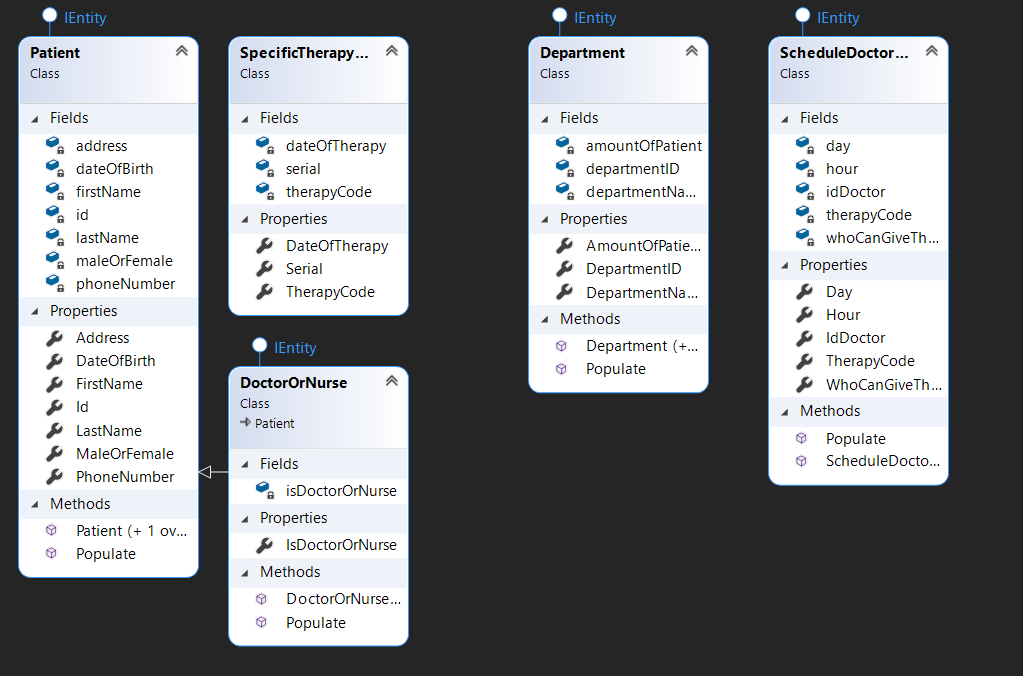 IEntity
Patient
Class
Fields
address
dateOfBirth
firstName
id
lastName
maleOrFemale
phoneNumber
Properties
Address
DateOfBirth
FirstName
Id
LastName
MaleOrFemale
PhoneNumber
Methods
Patient (+ 1 ov...
Populate
SpecificTherapy...
Class
Fields
dateOfTherapy
serial
therapyCode
Properties
DateOfTherapy
Serial
TherapyCode
IEntity
DoctorOrNurse
Class
Patient
Fields
isDoctorOrNurse
Properties
IsDoctorOrNurse
Methods
DoctorOrNurse...
Populate
IEntity
Department
Class
Fields
amountOfPatient
departmentID
departmentNa...
Properties
AmountOfPatie...
DepartmentID
DepartmentNa...
Methods
Department (+...
Populate
IEntity
ScheduleDoctor...
Class
Fields
day
hour
idDoctor
therapyCode
whoCanGiveTh...
Properties
Day
Hour
IdDoctor
TherapyCode
WhoCanGiveTh...
Methods
Populate
ScheduleDocto...